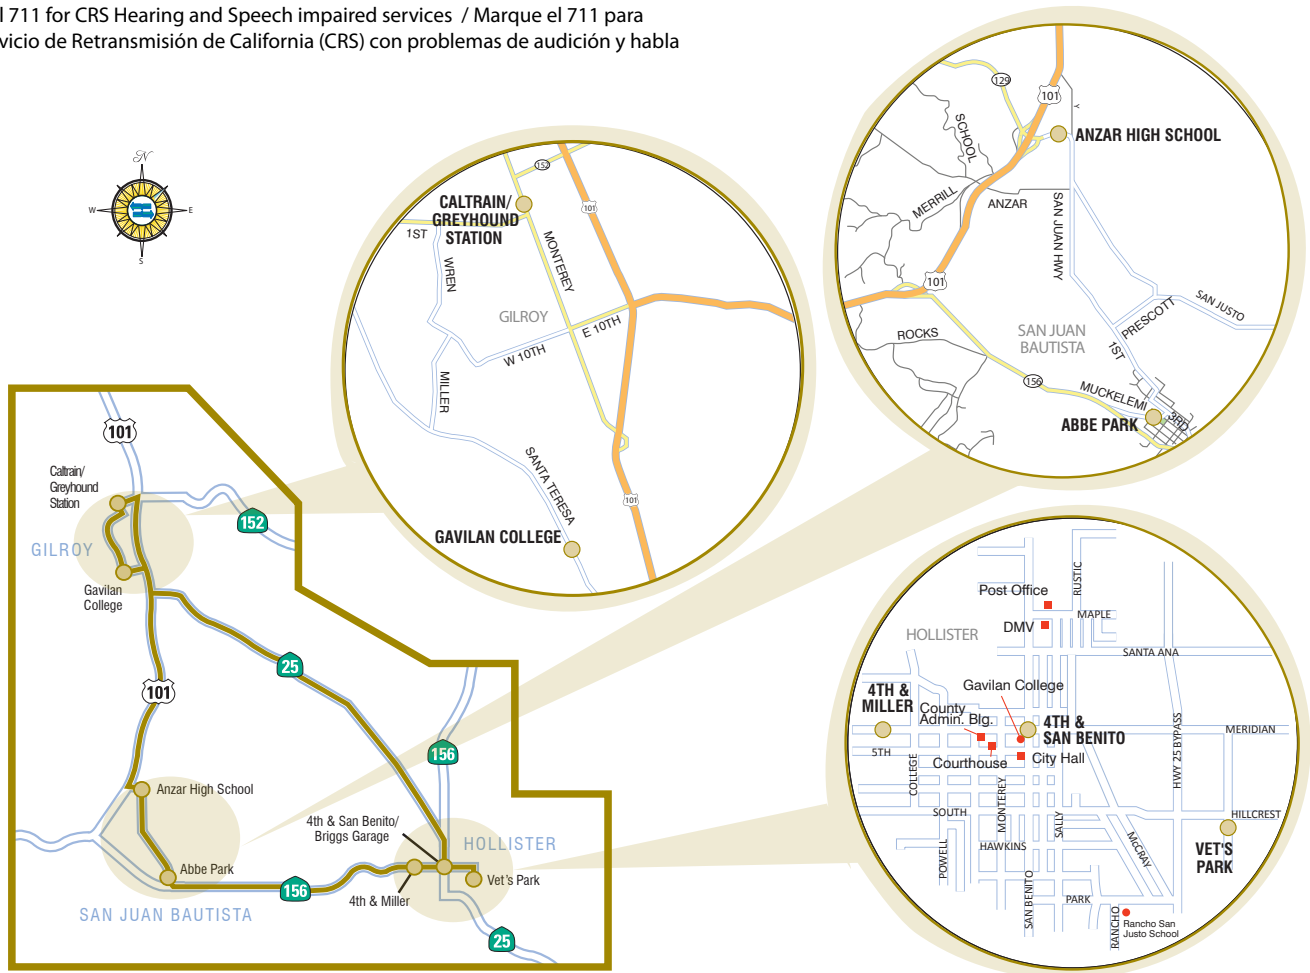 l 711 for CRS Hearing and Speech impaired services / Marque el 711 para
vicio de Retransmisión de California (CRS) con problemas de audición y habla
N
W
E
S
152
CALTRAIN/
GREYHOUND
STATION
101
1ST
WREN
MONTEREY
GILROY
E 10TH
W 10TH
MILLER
SANTA TERESA
101
GAVILAN COLLEGE
129
101
Y
SCHOOL
ANZAR HIGH SCHOOL
MERRILL
ANZAR
SAN JUAN HWY
101
SAN JUSTO
PRESCOTT
ROCKS
SAN JUAN
BAUTISTA
1ST
156
MUCKELEMI
3RD
ABBE PARK
101
Caltrain/
Greyhound
Station
152
GILROY
Gavilan
College
25
101
156
Anzar High School
4th & San Benito/
Briggs Garage
HOLLISTER
Abbe Park
156
Vet's Park
4th & Miller
SAN JUAN BAUTISTA
25
RUSTIC
Post Office
MAPLE
DMV
HOLLISTER
SANTA ANA
4TH &
MILLER
Gavilan College
County
Admin. Blg.
4TH &
SAN BENITO
MERIDIAN
5TH
Courthouse
City Hall
HWY 25 BYPASS
COLLEGE
MONTEREY
SOUTH
SALLY
HILLCREST
POWELL
HAWKINS
McCRAY
VET'S
PARK
SAN BENITO
PARK
RANCHO
Rancho San
Justo School